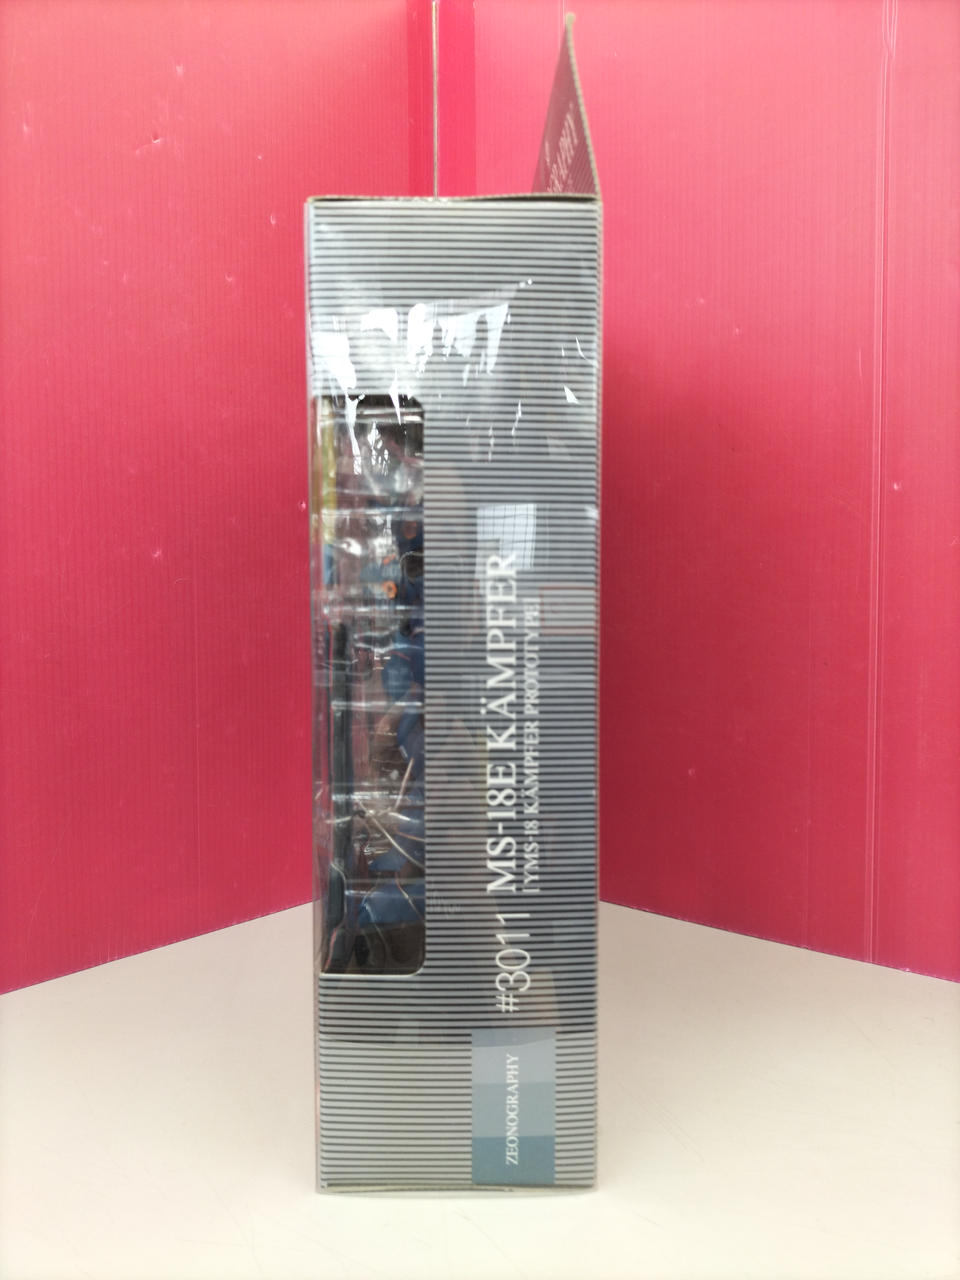 #3011 MS-18E KÄMPFER
[YMS-18 KÄMPFER PROTOTYPE]
ZEONOGRAPHY